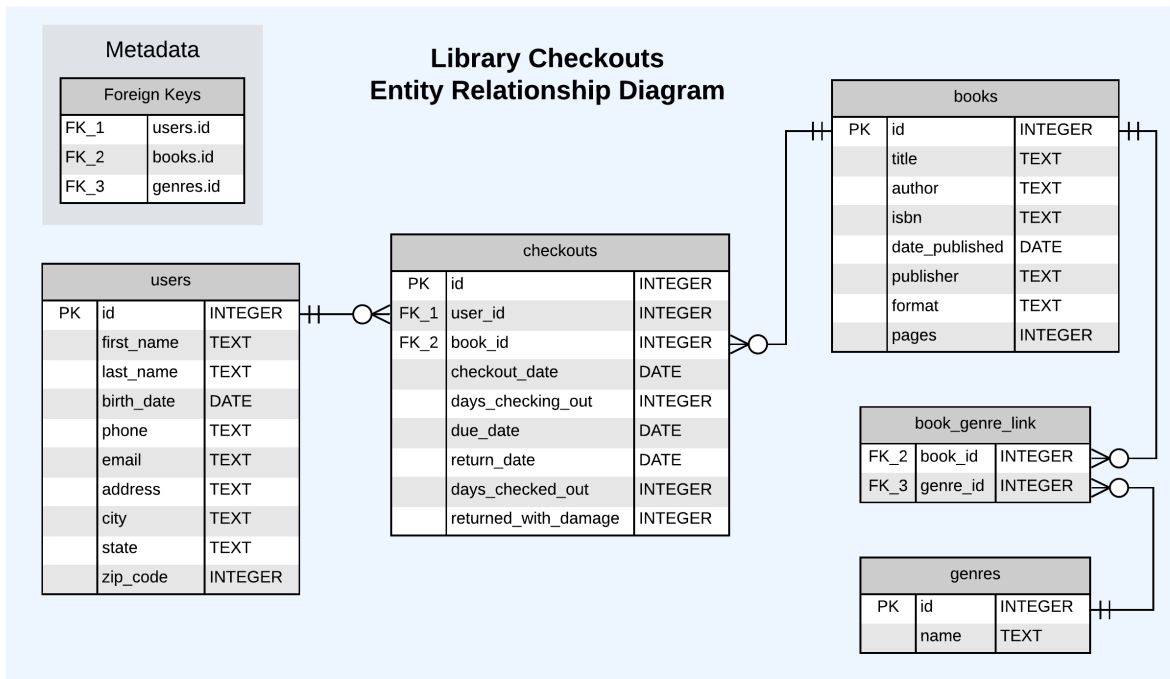 Metadata
Foreign Keys
FK_1 users.id
FK_2 books.id
FK_3 genres.id
Library Checkouts
Entity Relationship Diagram
users
PK id INTEGER
first_name TEXT
last_name TEXT
birth_date DATE
phone TEXT
email TEXT
address TEXT
city TEXT
state TEXT
zip_code INTEGER
checkouts
PK id INTEGER
FK_1 user_id INTEGER
FK_2 book_id INTEGER
checkout_date DATE
days_checking_out INTEGER
due_date DATE
return_date DATE
days_checked_out INTEGER
returned_with_damage INTEGER
books
PK id INTEGER
title TEXT
author TEXT
isbn TEXT
date_published DATE
publisher TEXT
format TEXT
pages INTEGER
book_genre_link
FK_2 book_id INTEGER
FK_3 genre_id INTEGER
genres
PK id INTEGER
name TEXT